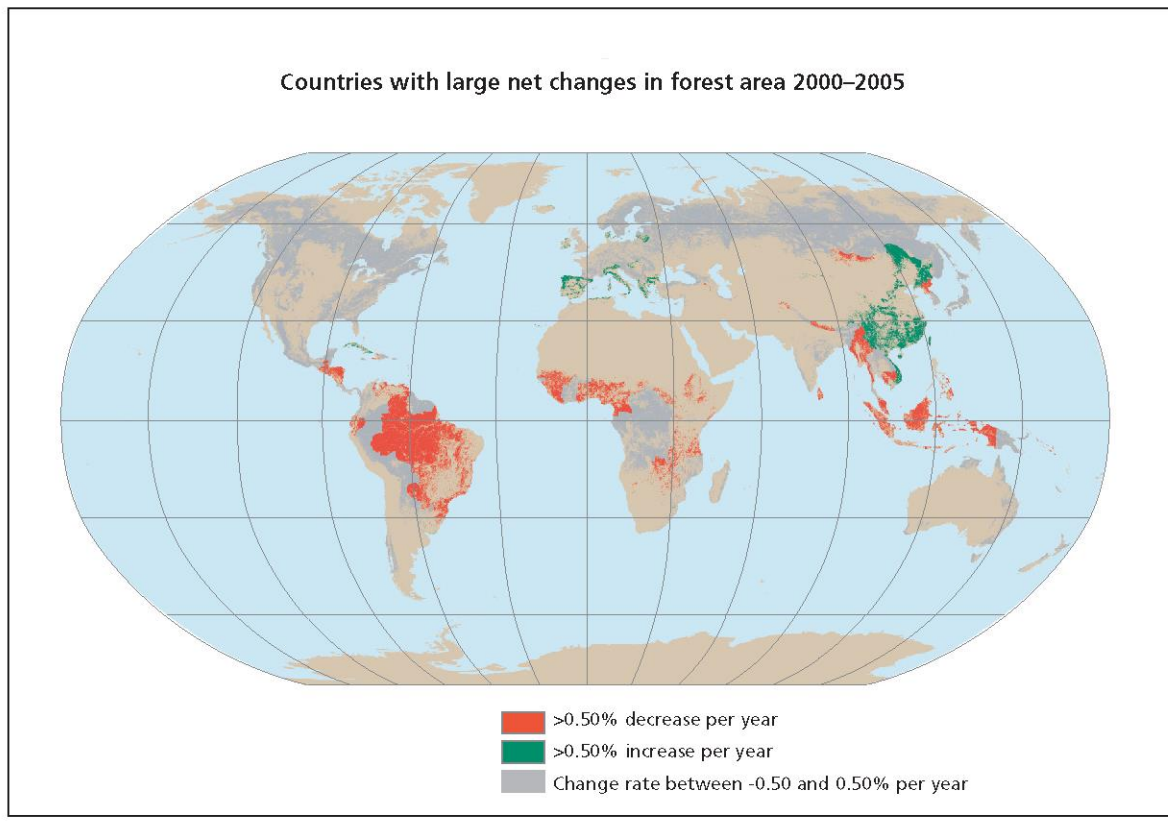 Countries with large net changes in forest area 2000–2005
>0.50% decrease per year
>0.50% increase per year
Change rate between -0.50 and 0.50% per year